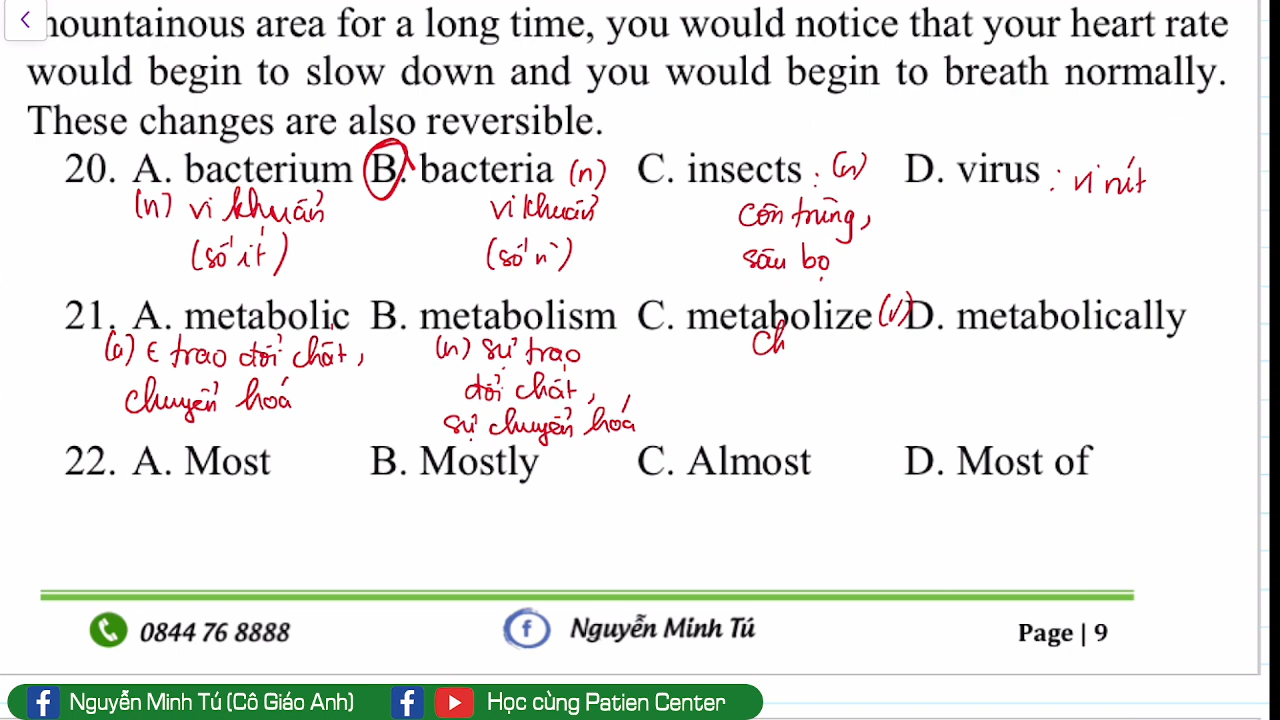 mountainous area for a long time, you would notice that your heart rate
would begin to slow down and you would begin to breath normally.
These changes are also reversible.
20. A. bacterium B. bacteria (n) C. insects : (n) D. virus : vi rút
(n) vi khuẩn vi khuẩn côn trùng,
(số ít) (số n`) sâu bọ
21. A. metabolic B. metabolism C. metabolize (v) D. metabolically
(a) € trao đổi chất, (n) sự trao Ch
chuyển hoá đổi chất,
sự chuyển hóa
22. A. Most B. Mostly C. Almost D. Most of
0844 76 8888 Nguyễn Minh Tú Page | 9
Nguyễn Minh Tú (Cô Giáo Anh) Học cùng Patien Center